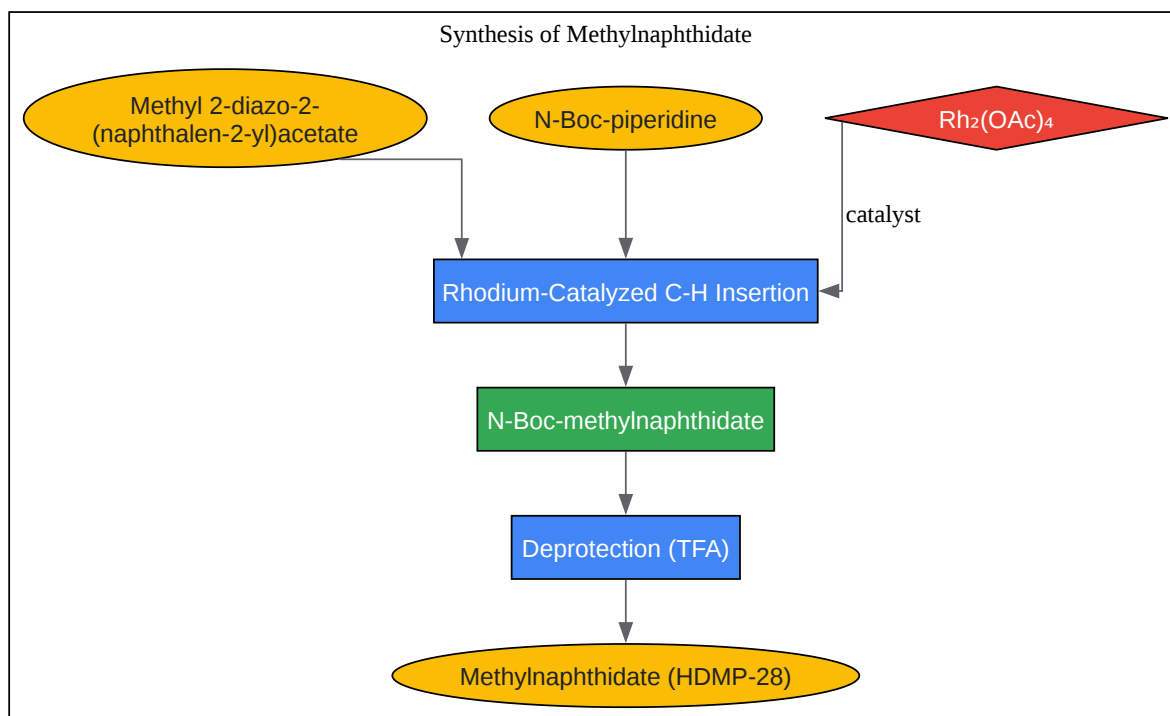 Synthesis of Methylnaphthidate
Methyl 2-diazo-2-
(naphthalen-2-yl)acetate
N-Boc-piperidine
Rh₂(OAc)₄
catalyst
Rhodium-Catalyzed C-H Insertion
N-Boc-methylnaphthidate
Deprotection (TFA)
Methylnaphthidate (HDMP-28)